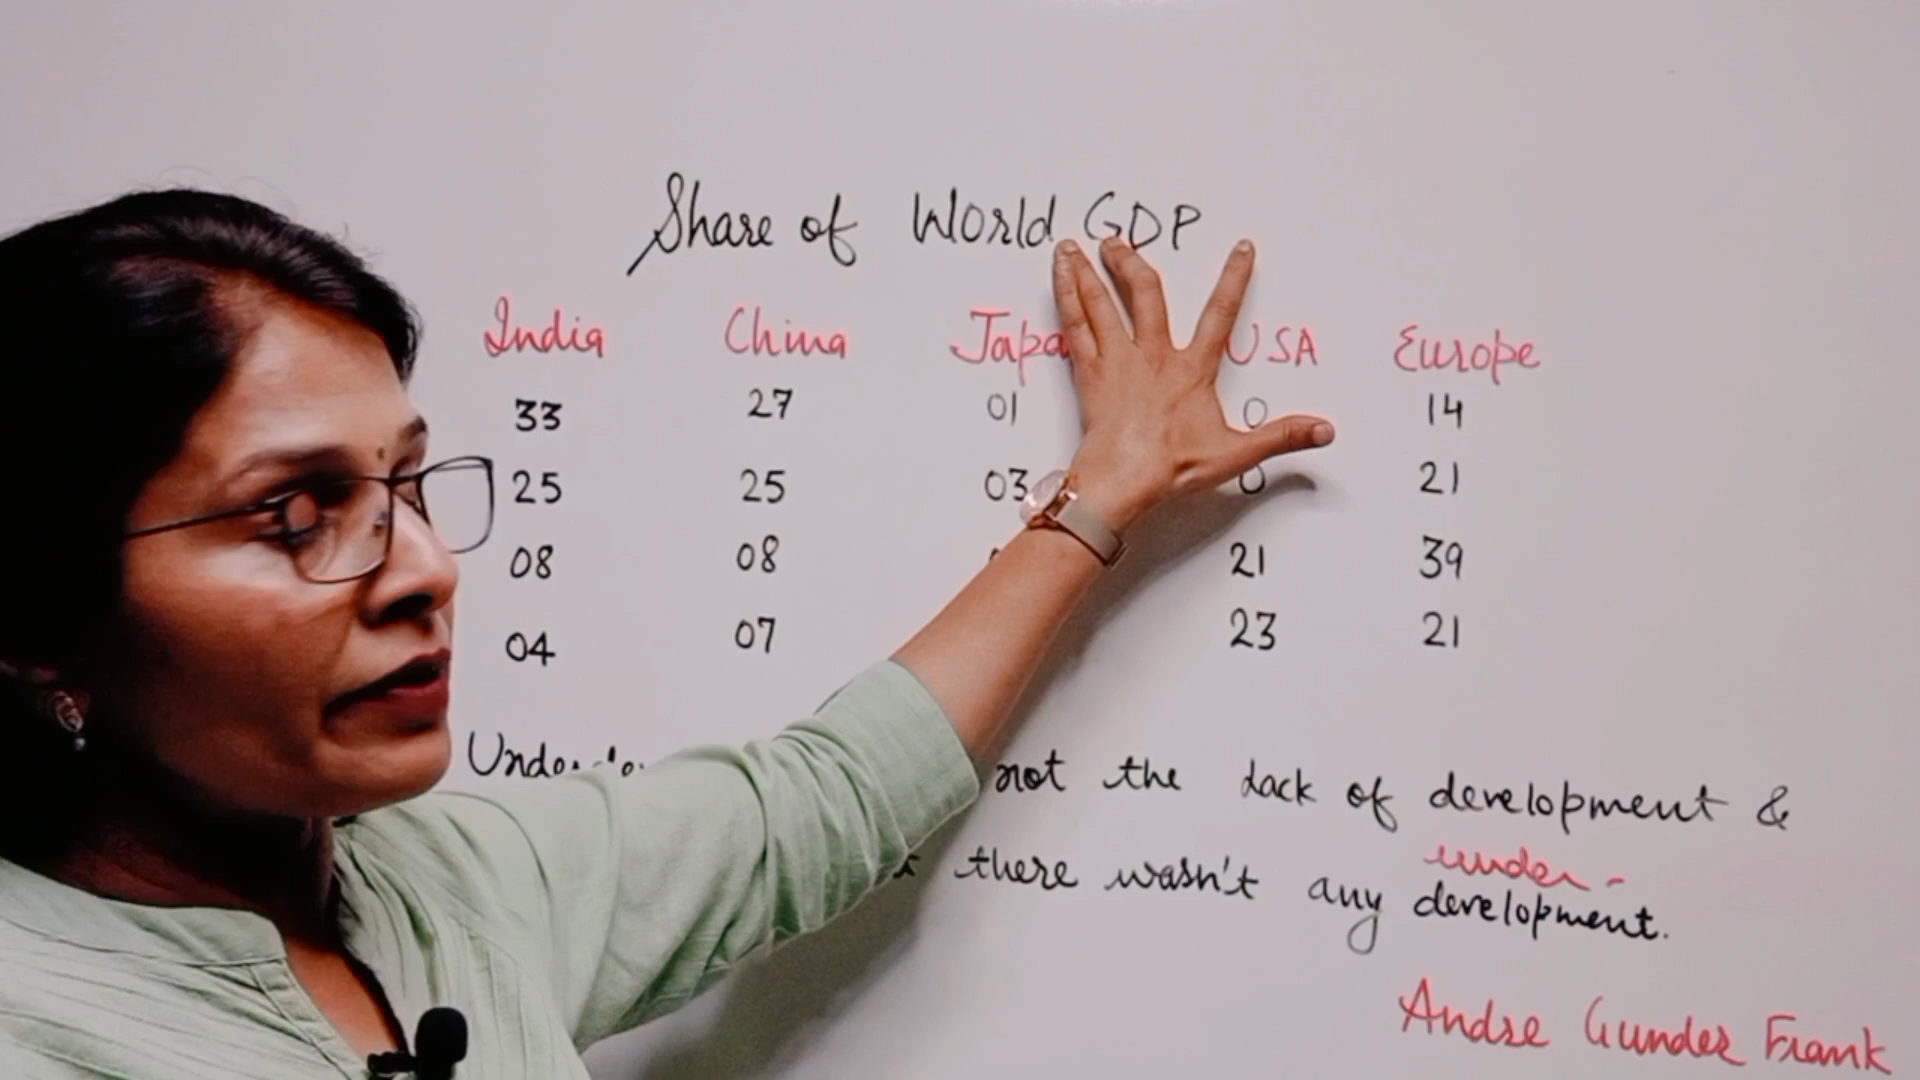 Share of World GDP
India China USA Europe
33 27 01 0 14
25 25 03 0 21
08 08 21 39
04 07 23 21
not the Lack of development &
under-
there wasn't any development.
Andre Gunder Frank